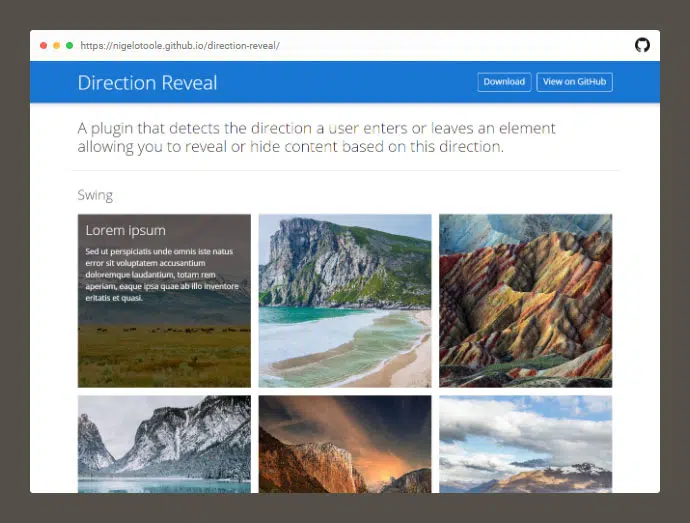 https://nigelotoole.github.io/direction-reveal/
Direction Reveal
Download
View on GitHub
A plugin that detects the direction a user enters or leaves an element
allowing you to reveal or hide content based on this direction.
Swing
Lorem ipsum
Sed ut perspiciatis unde omnis iste natus
error sit voluptatem accusantium
doloremque laudantium, totam rem
aperiam, eaque ipsa quae ab illo inventore
eritatis et quasi.